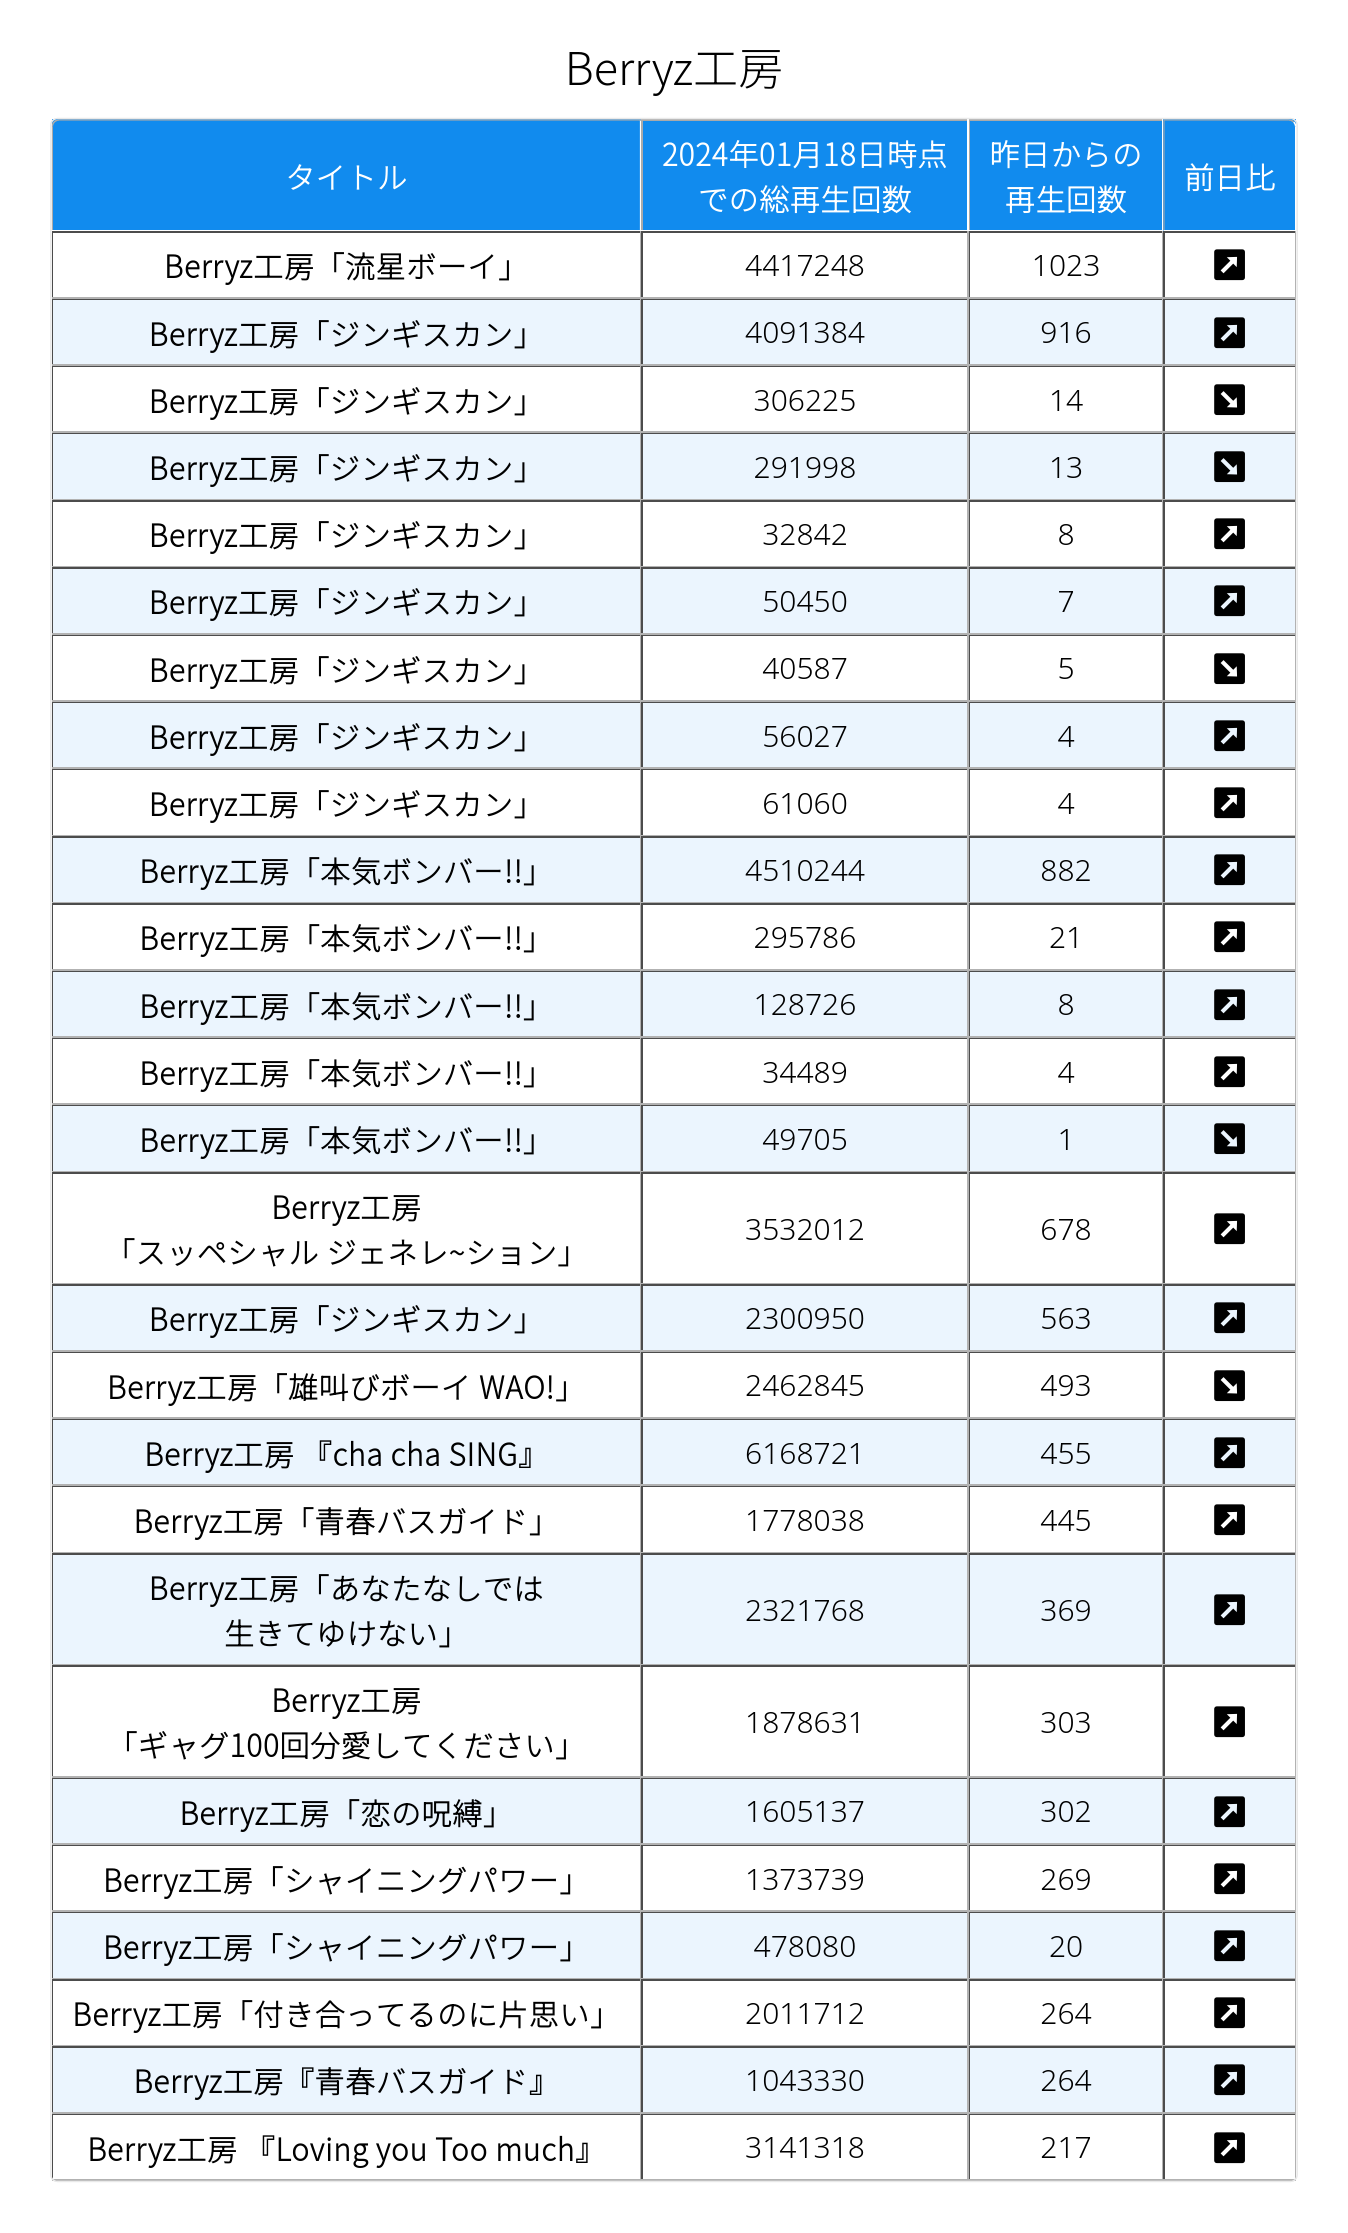 Berryz工房
タイトル
2024年01月18日時点
での総再生回数
昨日からの
再生回数
前日比
Berryz工房「流星ボーイ」 4417248 1023
Berryz工房「ジンギスカン」 4091384 916
Berryz工房「ジンギスカン」 306225 14
Berryz工房「ジンギスカン」 291998 13
Berryz工房「ジンギスカン」 32842 8
Berryz工房「ジンギスカン」 50450 7
Berryz工房「ジンギスカン」 40587 5
Berryz工房「ジンギスカン」 56027 4
Berryz工房「ジンギスカン」 61060 4
Berryz工房「本気ボンバー!!」 4510244 882
Berryz工房「本気ボンバー!!」 295786 21
Berryz工房「本気ボンバー!!」 128726 8
Berryz工房「本気ボンバー!!」 34489 4
Berryz工房「本気ボンバー!!」 49705 1
Berryz工房
「スッペシャル ジェネレ~ション」 3532012 678
Berryz工房「ジンギスカン」 2300950 563
Berryz工房「雄叫びボーイ WAO!」 2462845 493
Berryz工房 『cha cha SING』 6168721 455
Berryz工房「青春バスガイド」 1778038 445
Berryz工房「あなたなしでは
生きてゆけない」 2321768 369
Berryz工房
「ギャグ100回分愛してください」 1878631 303
Berryz工房「恋の呪縛」 1605137 302
Berryz工房「シャイニングパワー」 1373739 269
Berryz工房「シャイニングパワー」 478080 20
Berryz工房「付き合ってるのに片思い」 2011712 264
Berryz工房『青春バスガイド』 1043330 264
Berryz工房 『Loving you Too much』 3141318 217